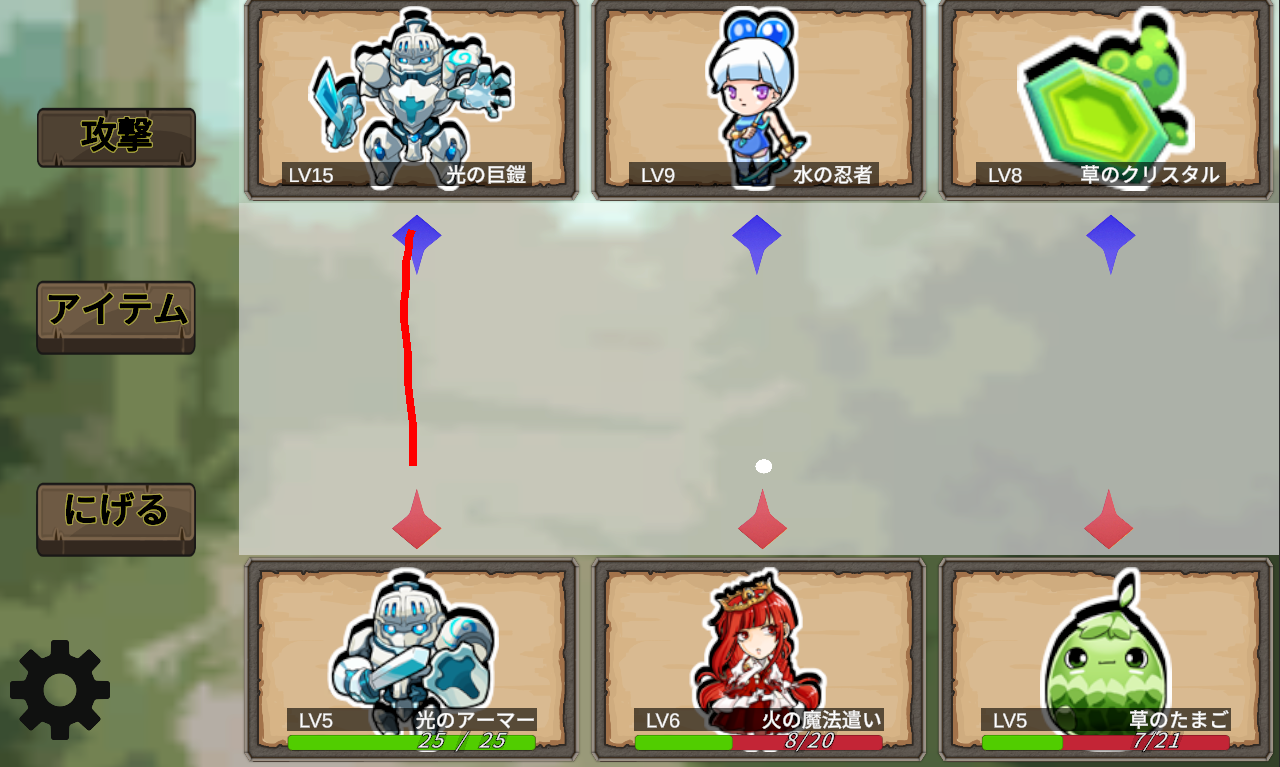 攻撃
アイテム
にげる
LV15 光の巨鎧
LV9 水の忍者
LV8 草のクリスタル
LV5 光のアーマー
25 / 25
LV6 火の魔法遣い
8/20
LV5 草のたまご
7/21